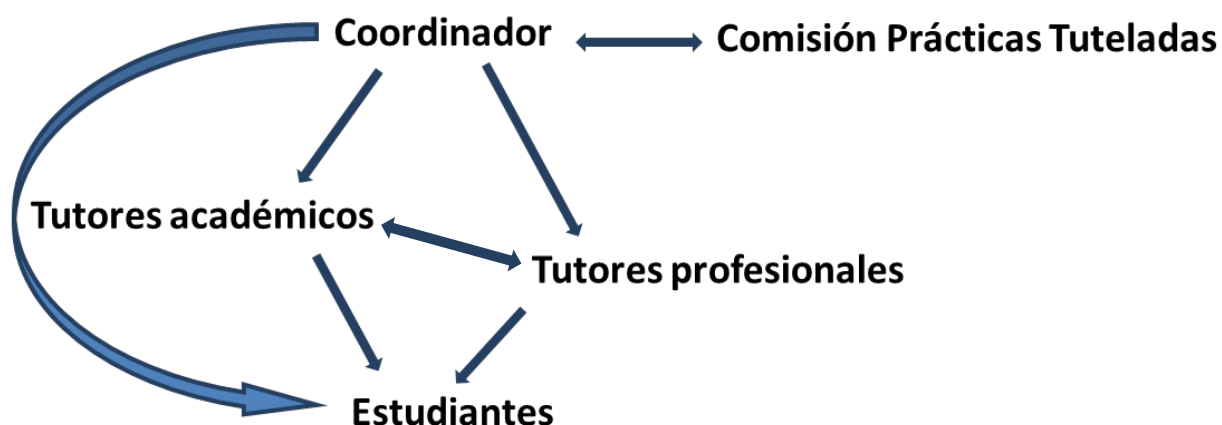 Coordinador
Comisión Prácticas Tuteladas
Tutores académicos
Tutores profesionales
Estudiantes